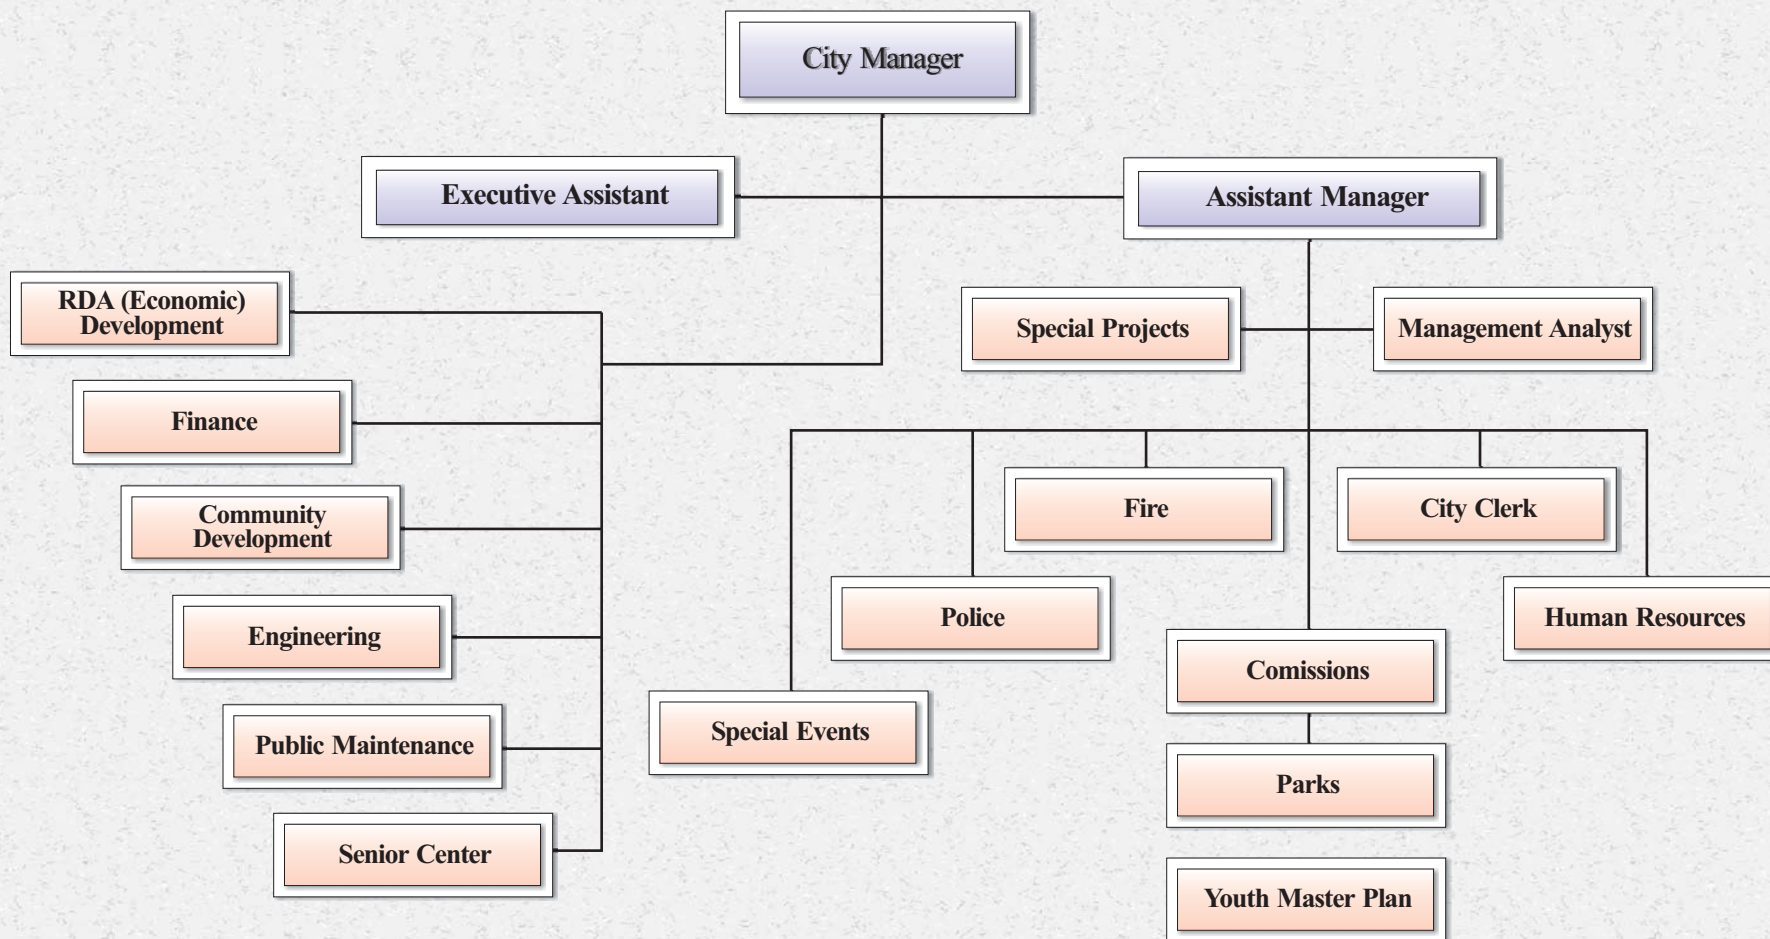 City Manager
Executive Assistant
Assistant Manager
RDA (Economic)
Development
Special Projects
Management Analyst
Finance
Community
Development
Fire
City Clerk
Engineering
Police
Human Resources
Comissions
Public Maintenance
Special Events
Parks
Senior Center
Youth Master Plan